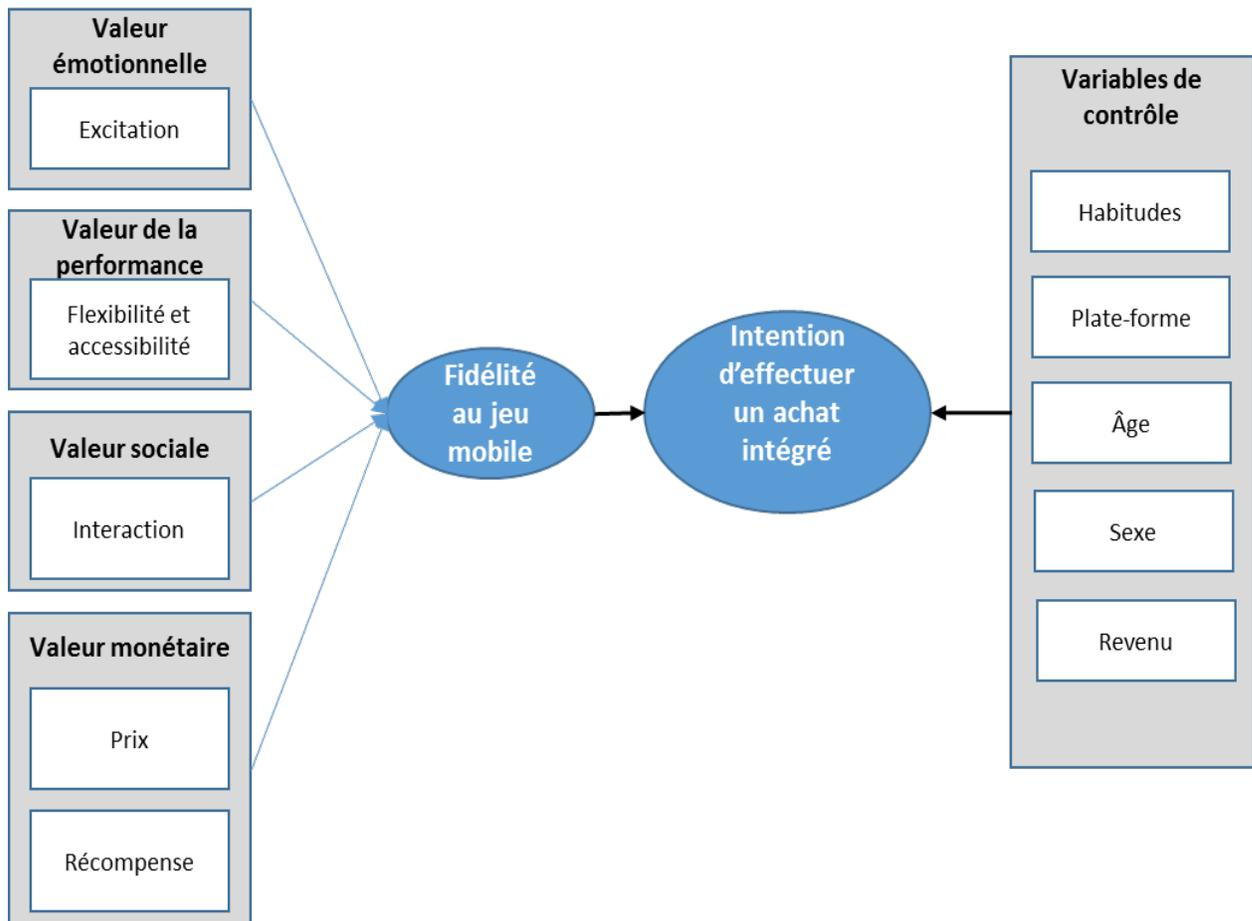 Valeur
émotionnelle
Excitation
Valeur de la
performance
Flexibilité et
accessibilité
Valeur sociale
Interaction
Valeur monétaire
Prix
Récompense
Fidélité
au jeu
mobile
Intention
d'effectuer
un achat
intégré
Variables de
contrôle
Habitudes
Plate-forme
Âge
Sexe
Revenu